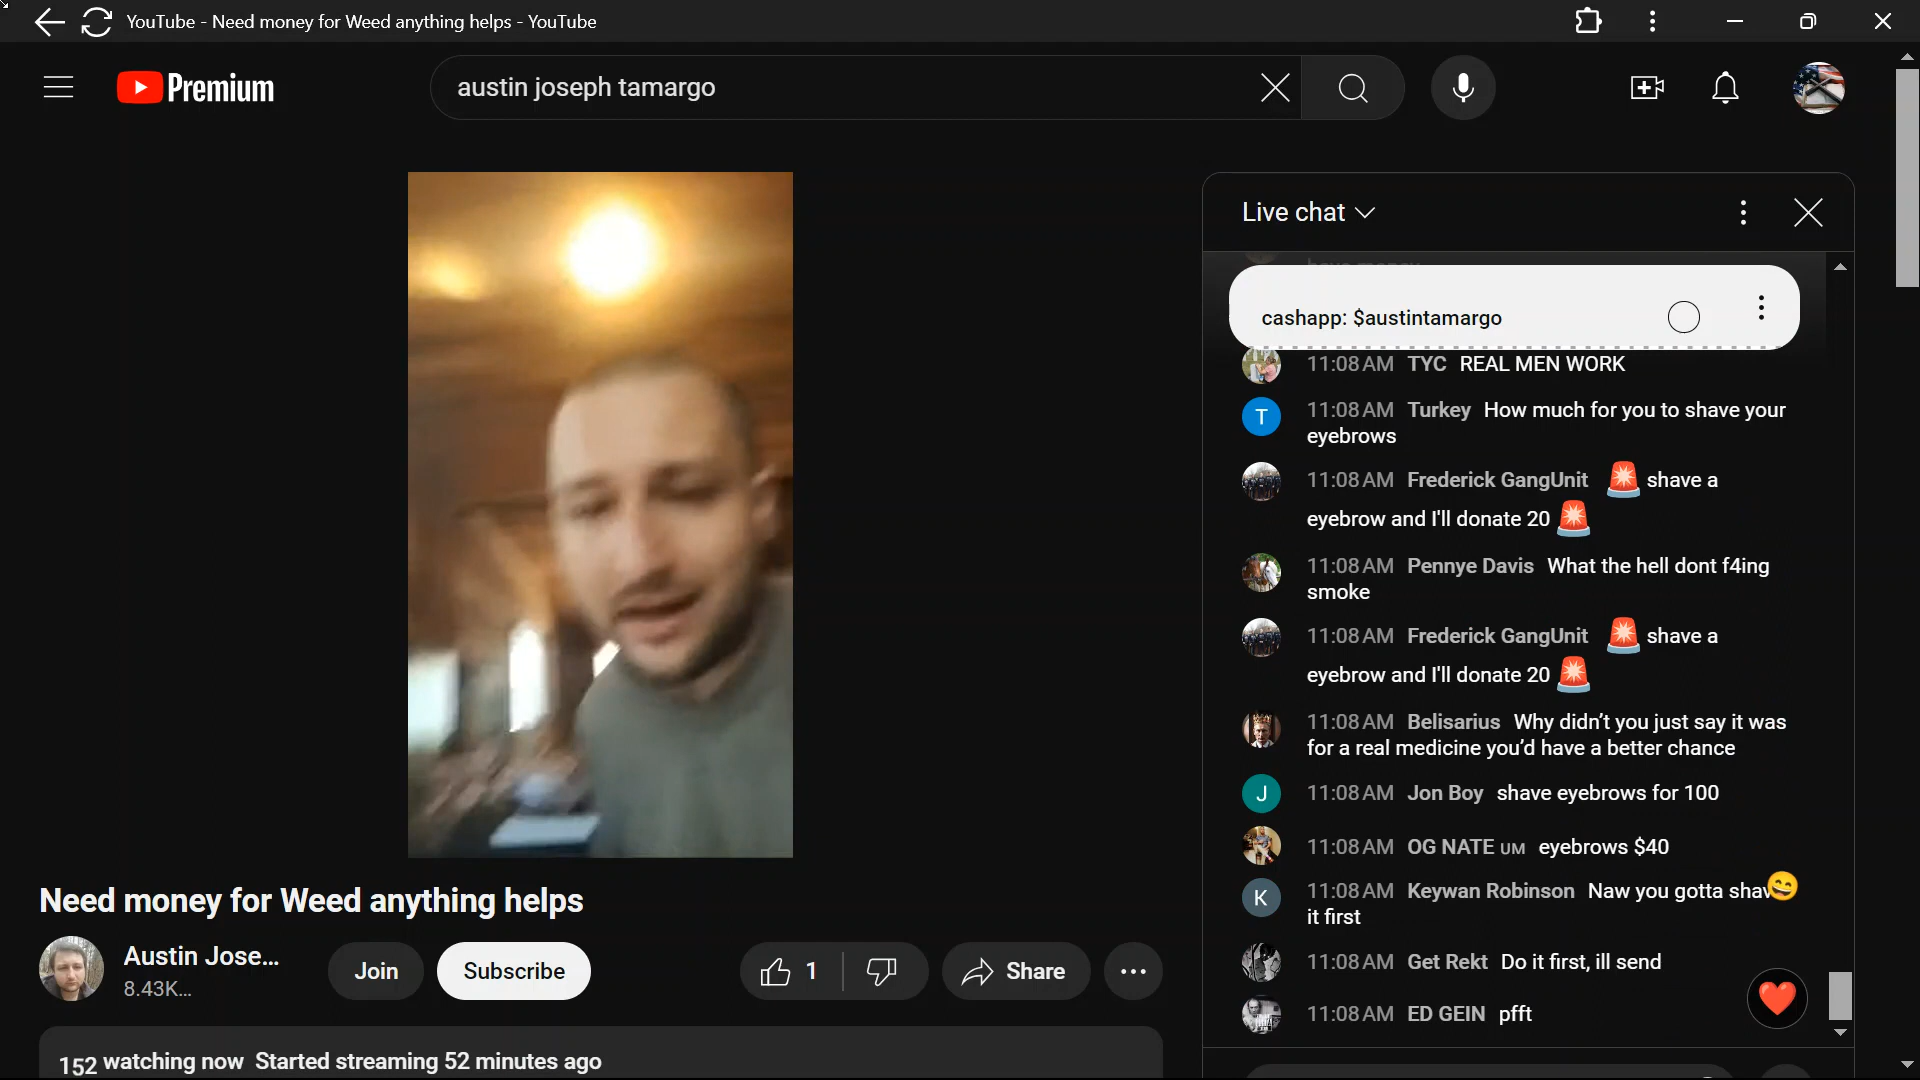 YouTube - Need money for Weed anything helps - YouTube
Premium
austin joseph tamargo
Live chat
cashapp: $austintamargo
11:08 AM TYC REAL MEN WORK
T 11:08 AM Turkey How much for you to shave your
eyebrows
11:08 AM Frederick GangUnit 🚨 shave a
eyebrow and I'll donate 20 🚨
11:08 AM Pennye Davis What the hell dont f4ing
smoke
11:08 AM Frederick GangUnit 🚨 shave a
eyebrow and I'll donate 20 🚨
11:08 AM Belisarius Why didn’t you just say it was
for a real medicine you’d have a better chance
J 11:08 AM Jon Boy shave eyebrows for 100
11:08 AM OG NATE UM eyebrows $40
K 11:08 AM Keywan Robinson Naw you gotta shav
it first
11:08 AM Get Rekt Do it first, ill send
11:08 AM ED GEIN pfft
Need money for Weed anything helps
Austin Jose...
8.43K...
Join
Subscribe
1
Share
152 watching now Started streaming 52 minutes ago